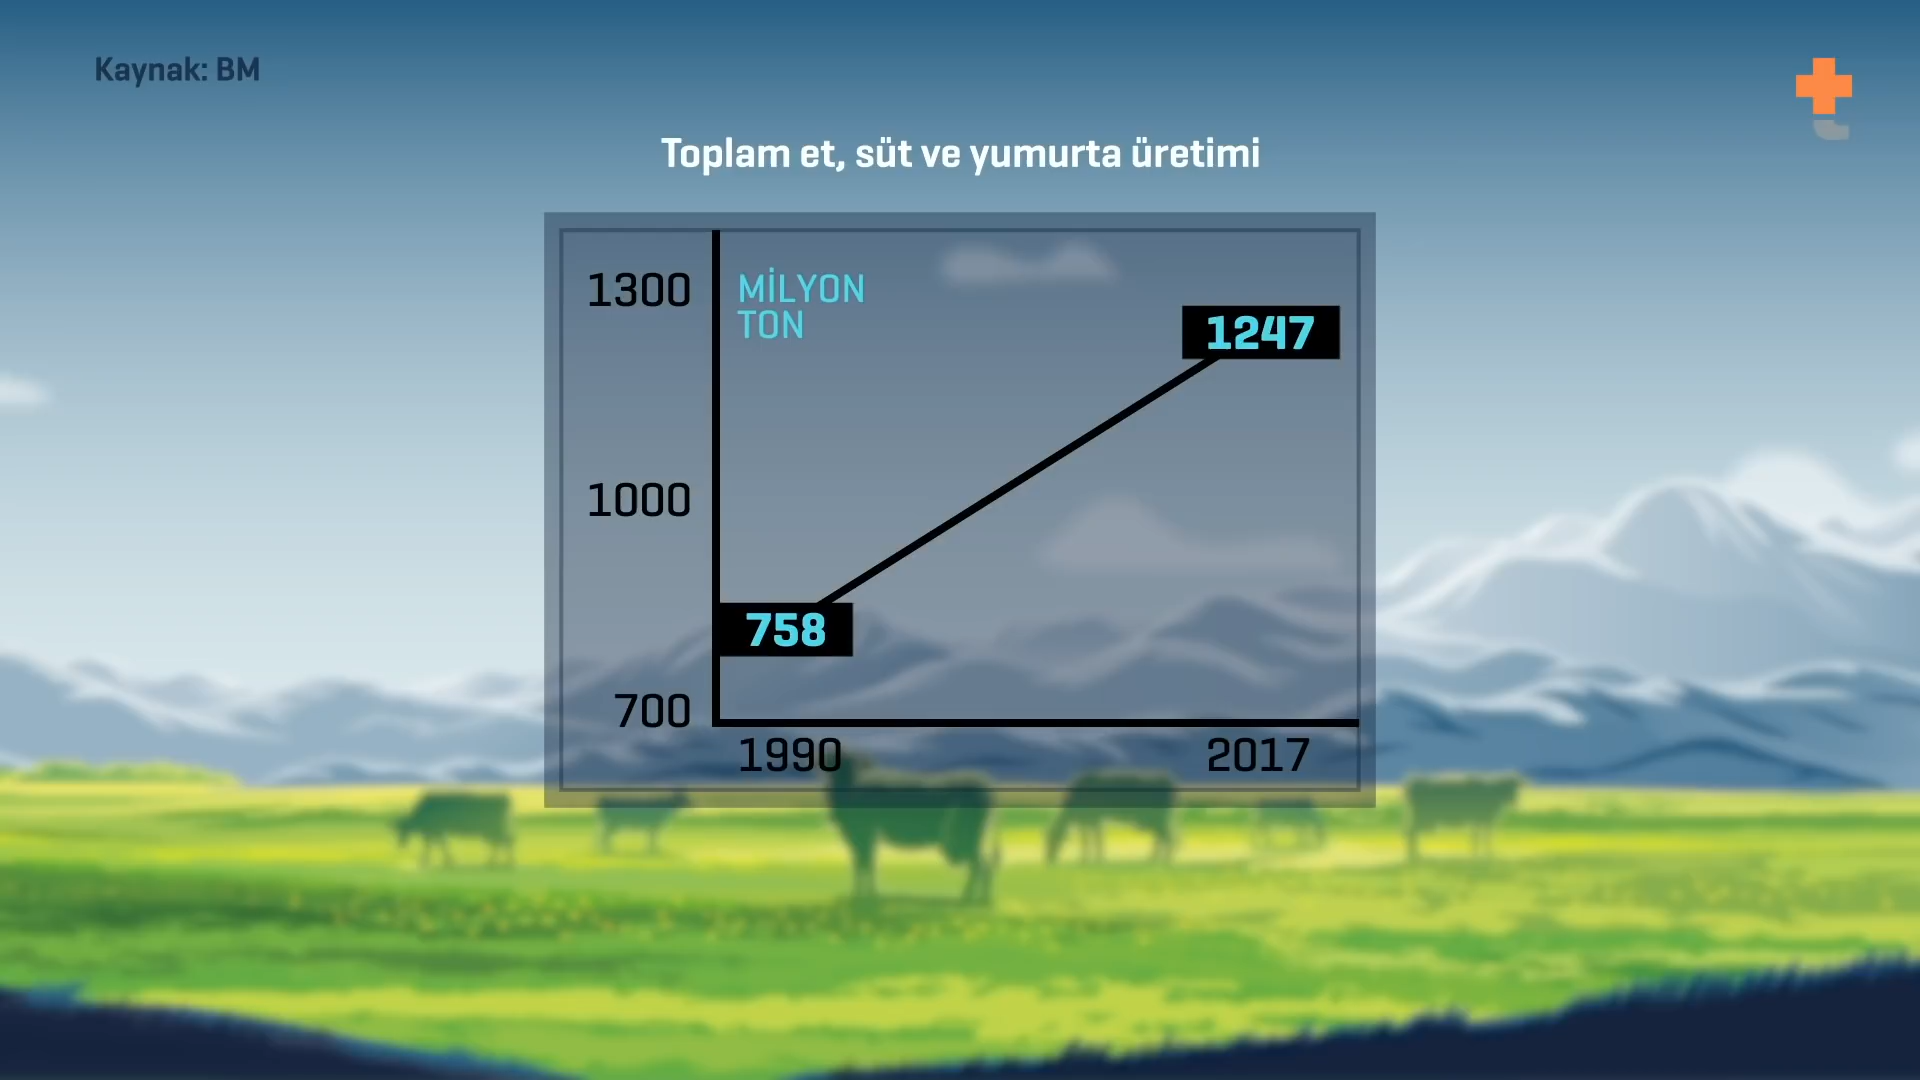 Kaynak: BM
Toplam et, süt ve yumurta üretimi
1300
MİLYON
TON
1247
1000
758
700
1990
2017